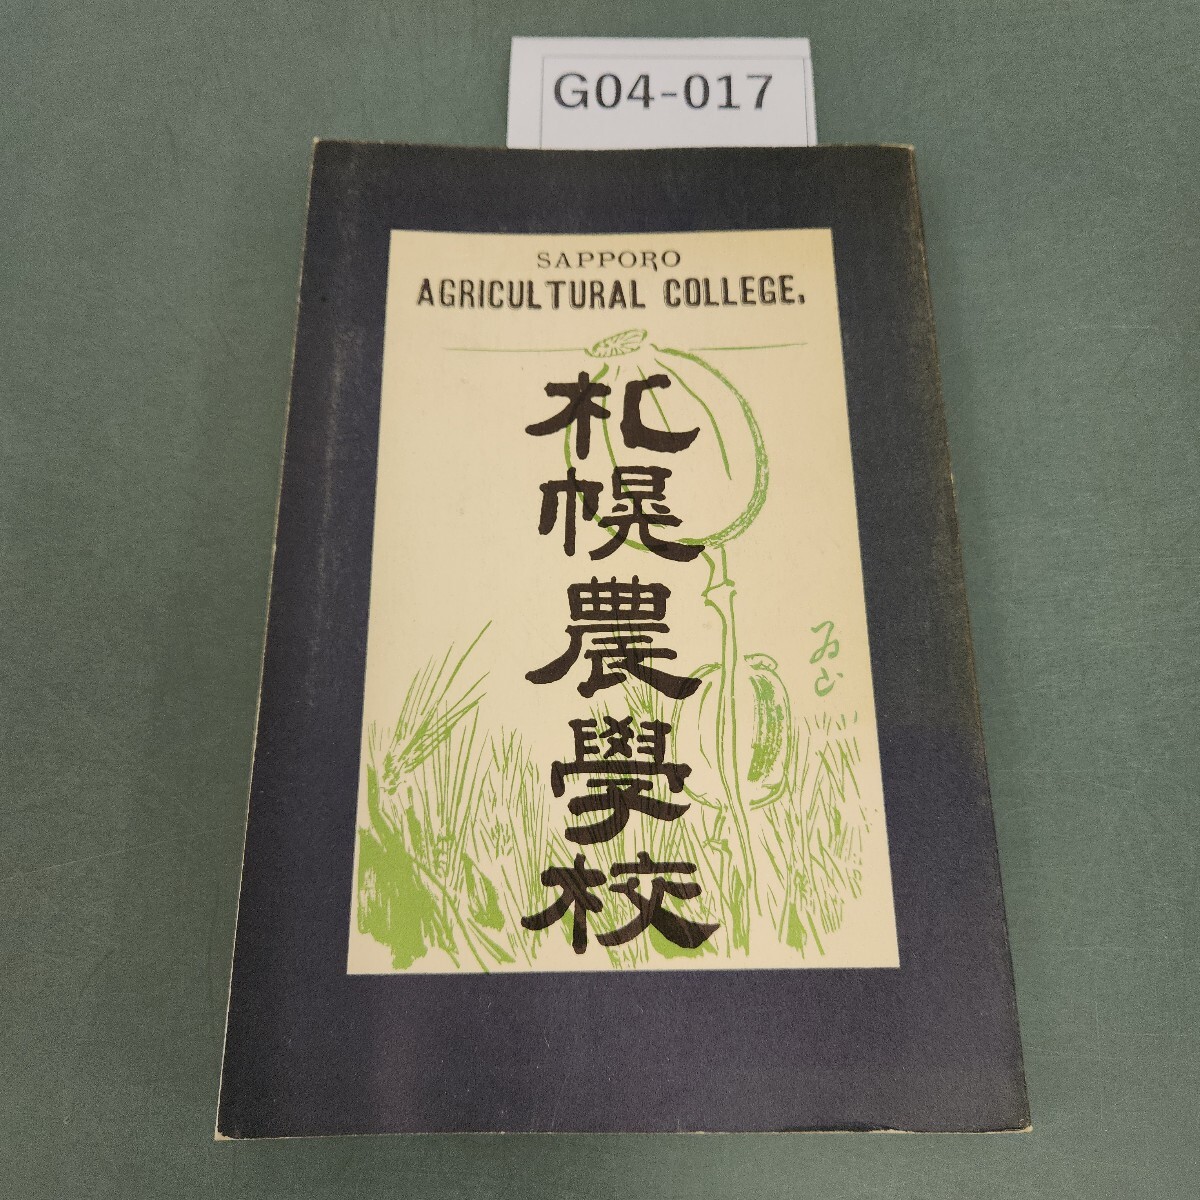 G04-017
SAPPORO
AGRICULTURAL COLLEGE,
札幌農學校